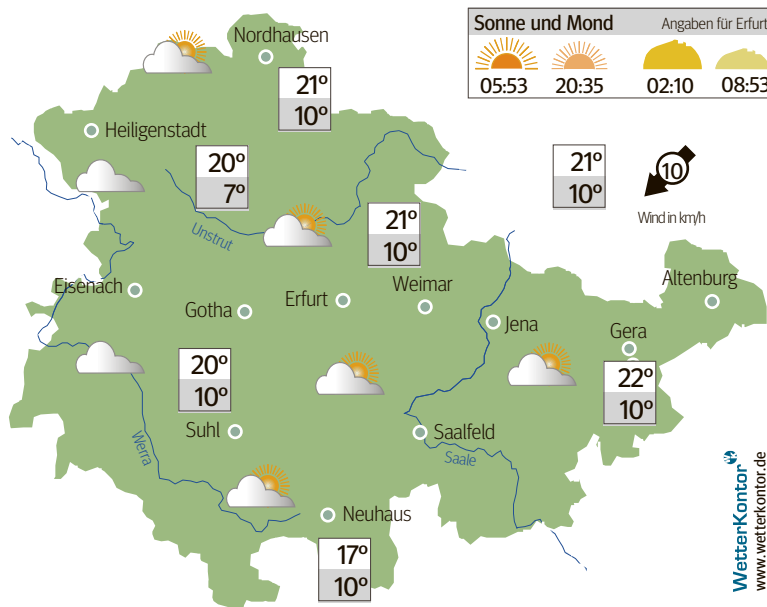 Sonne und Mond Angaben für Erfurt
05:53 20:35 02:10 08:53
Nordhausen
21°
10°
Heiligenstadt
20°
7°
21°
10°
10
Wind in km/h
Unstrut
21°
10°
Eisenach
Gotha
Erfurt
Weimar
Altenburg
Jena
Gera
20°
10°
22°
10°
Suhl
Werra
Saalfeld
Saale
Neuhaus
17°
10°
WetterKontor
www.wetterkontor.de